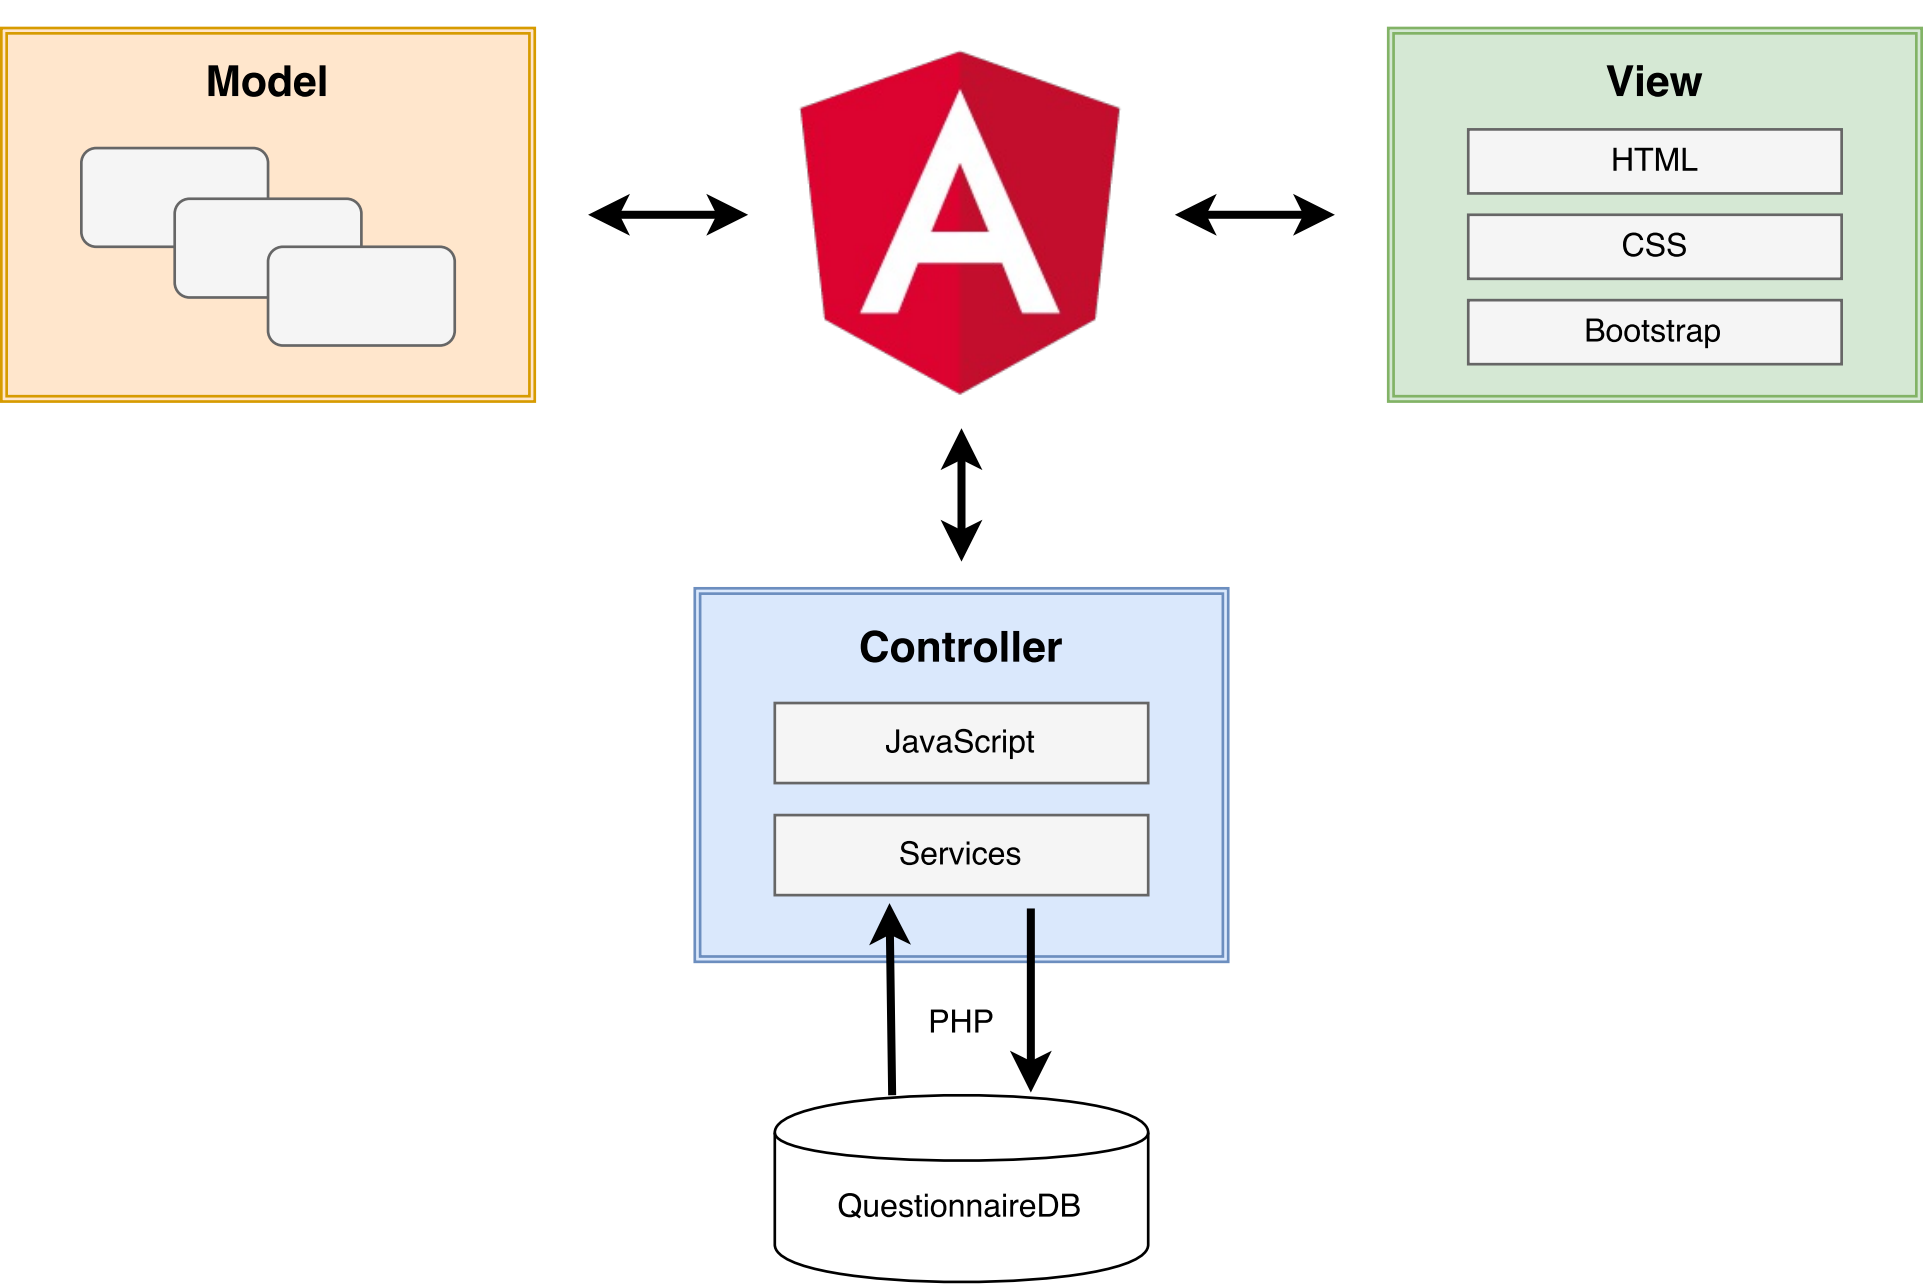 Model
View
HTML
CSS
Bootstrap
Controller
JavaScript
Services
PHP
QuestionnaireDB